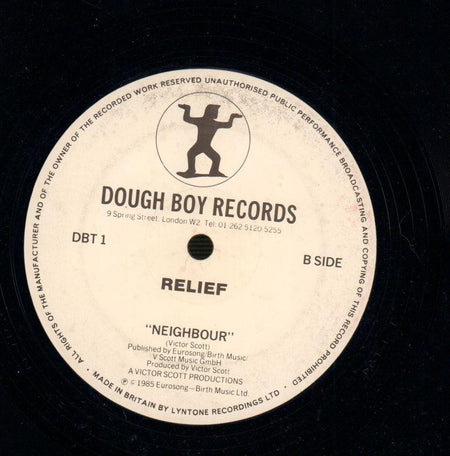 ALL RIGHTS OF THE MANUFACTURER AND OF THE OWNER OF THE RECORDED WORK RESERVED UNAUTHORISED PUBLIC PERFORMANCE BROADCASTING AND COPYING OF THIS RECORD PROHIBITED
DOUGH BOY RECORDS
9 Spring Street, London W2. Tel: 01 262 5120 5255
DBT 1
B SIDE
RELIEF
"NEIGHBOUR"
(Victor Scott)
Published by Eurosong/Birth Music/
V Scott Music GmbH
Produced by Victor Scott
A VICTOR SCOTT PRODUCTIONS
℗ © 1985 Eurosong–Birth Music Ltd.
• MADE IN BRITAIN BY LYNTONE RECORDINGS LTD •